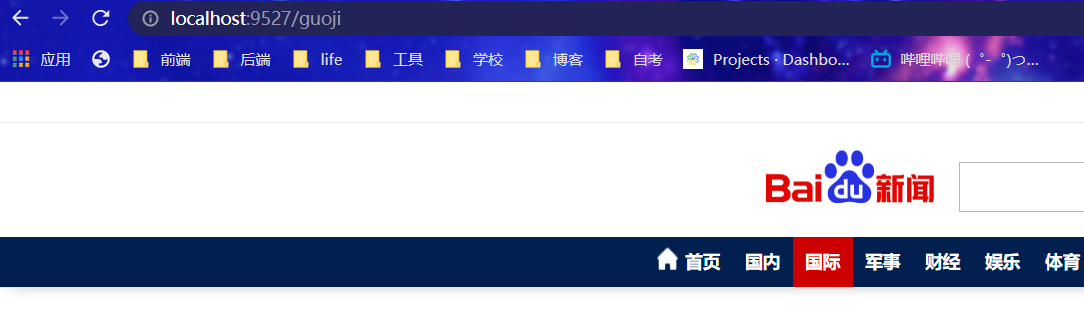 localhost:9527/guoji
应用 前端 后端 life 工具 学校 博客 自考 Projects · Dashbo... 哔哩哔哩 ( ゜- ゜)つ...
Bai du 新闻
首页 国内 国际 军事 财经 娱乐 体育